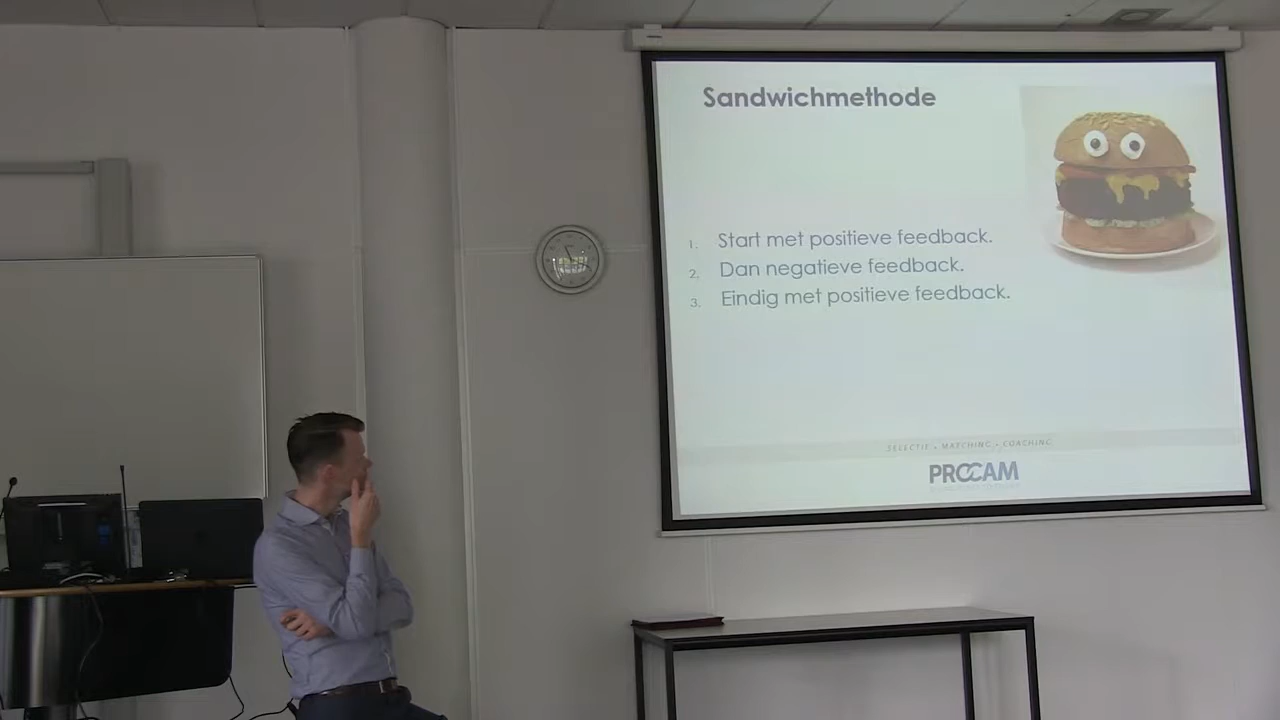 Sandwichmethode
1. Start met positieve feedback.
2. Dan negatieve feedback.
3. Eindig met positieve feedback.
SELECTIE • MATCHING • COACHING
PROCAM